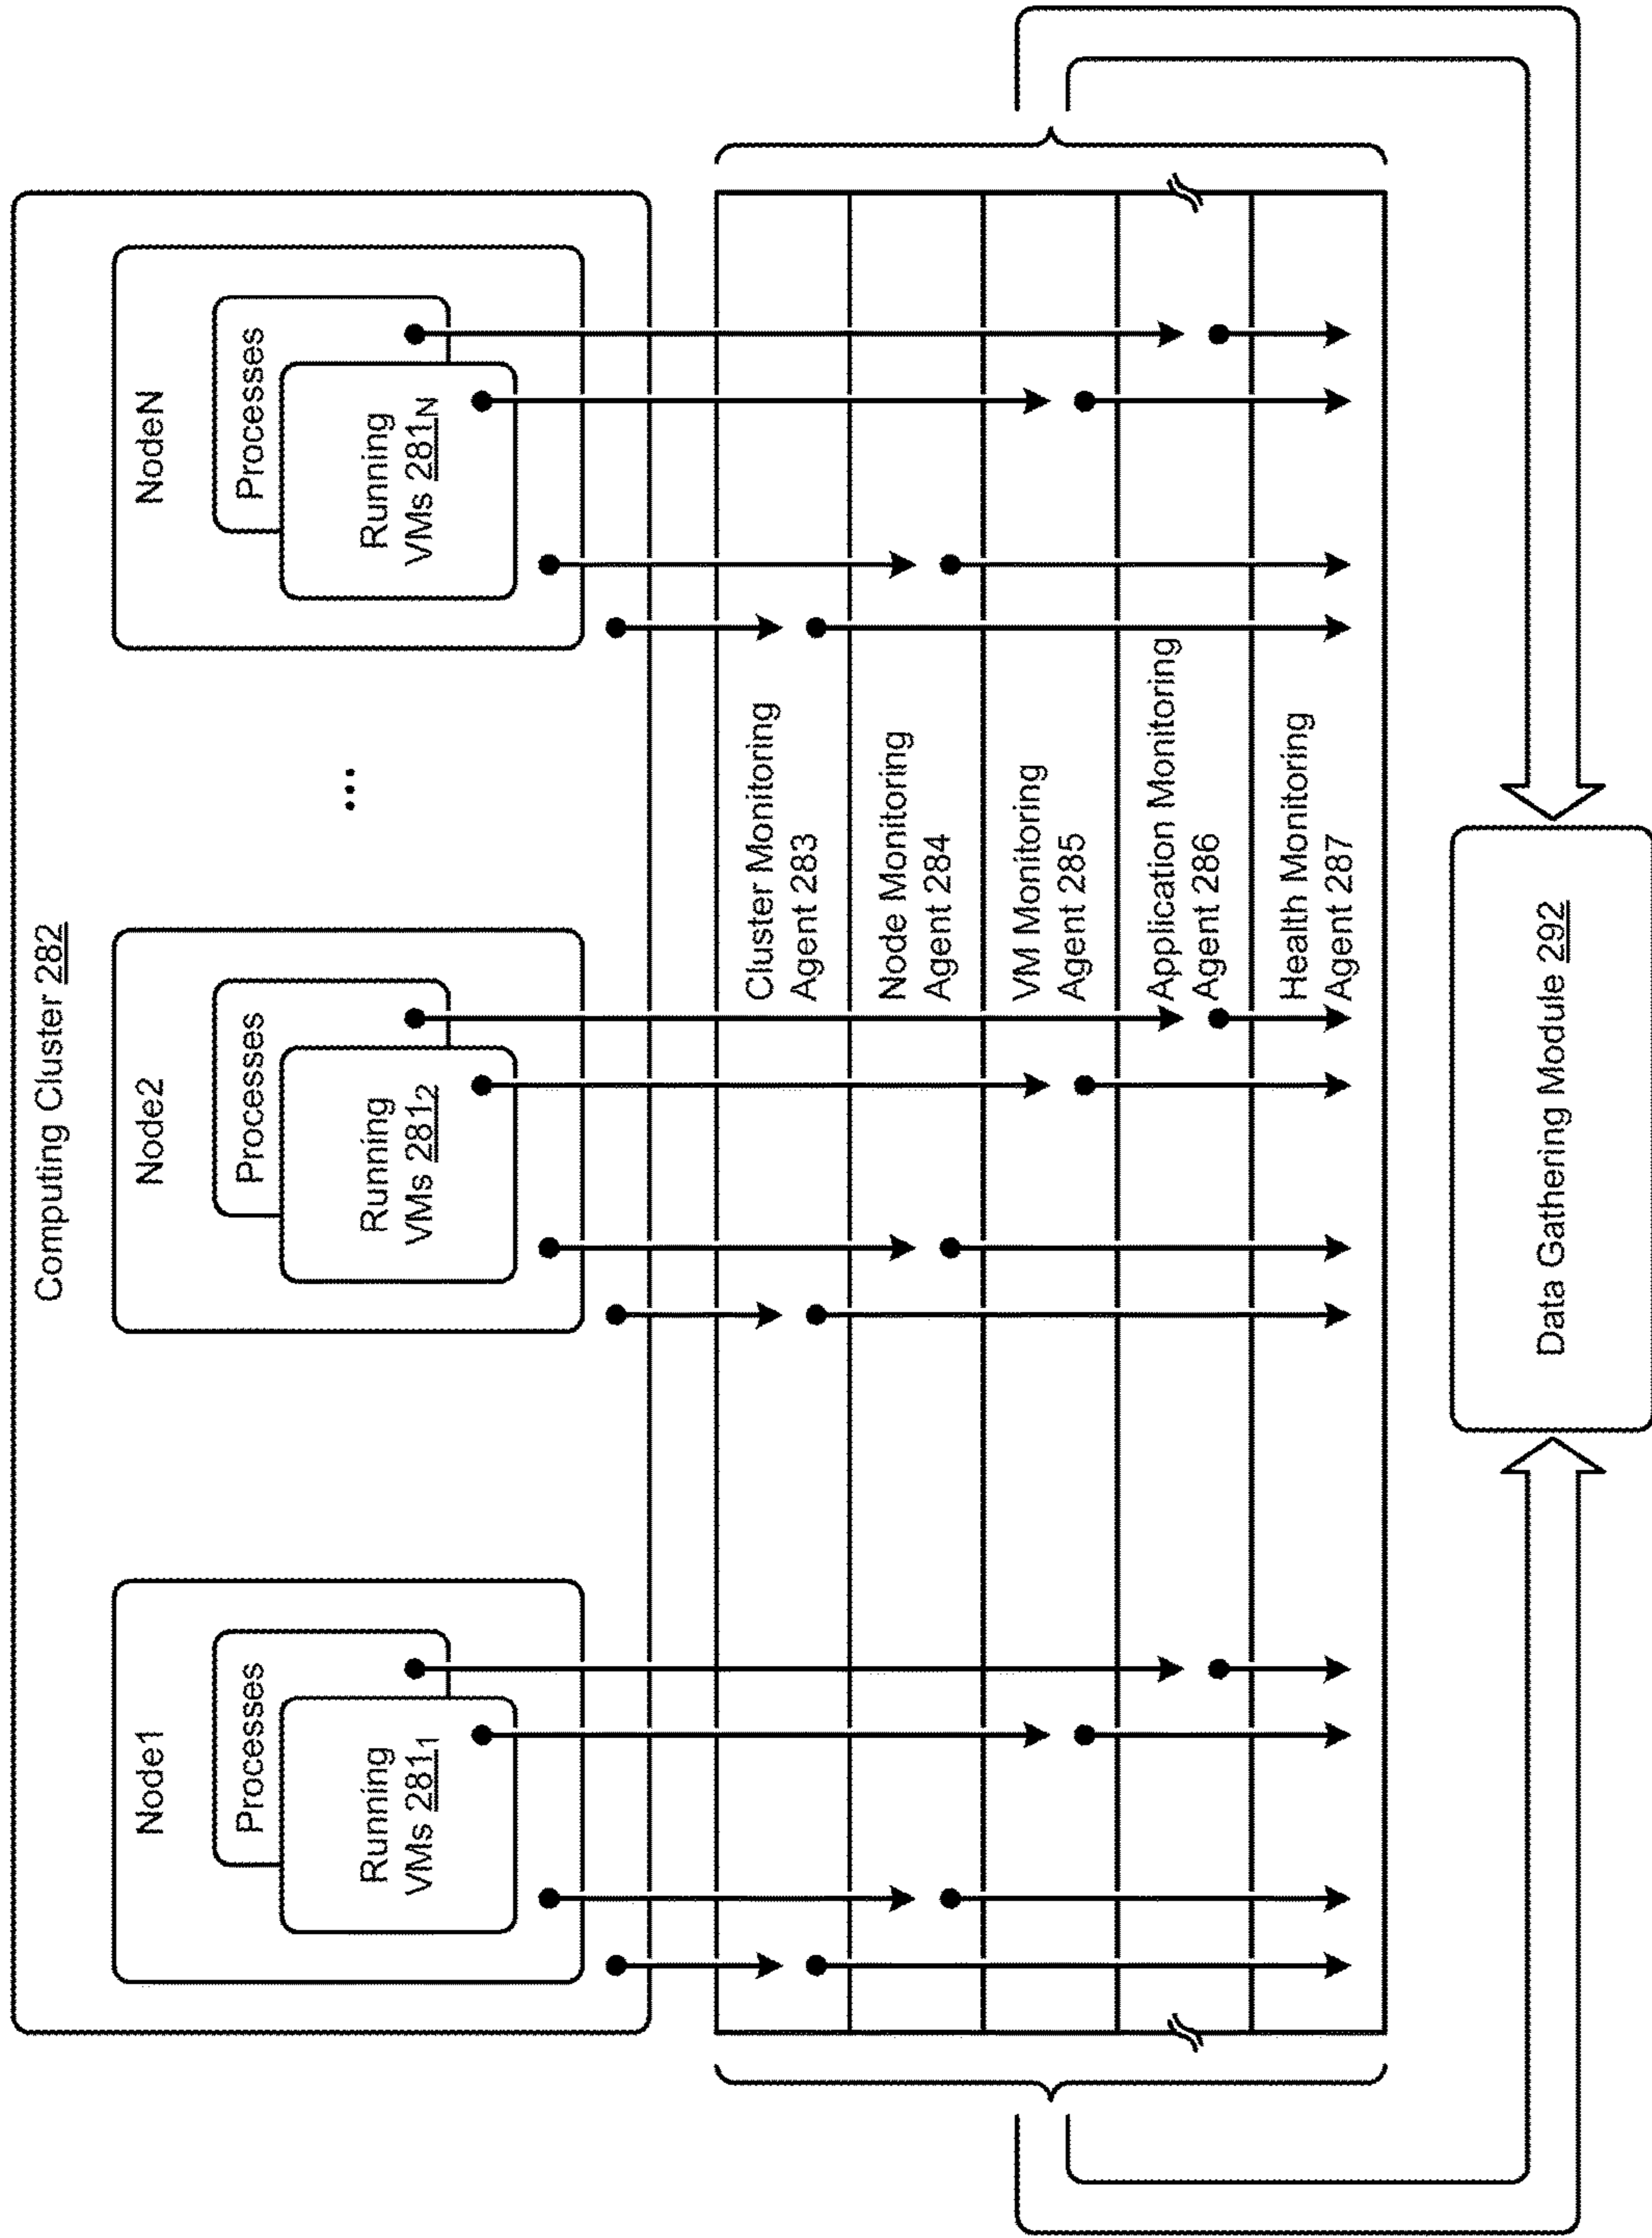 Computing Cluster 282
Node1
Processes
Running
VMs 281₁
Node2
Processes
Running
VMs 281₂
...
NodeN
Processes
Running
VMs 281N
Cluster Monitoring
Agent 283
Node Monitoring
Agent 284
VM Monitoring
Agent 285
Application Monitoring
Agent 286
Health Monitoring
Agent 287
Data Gathering Module 292